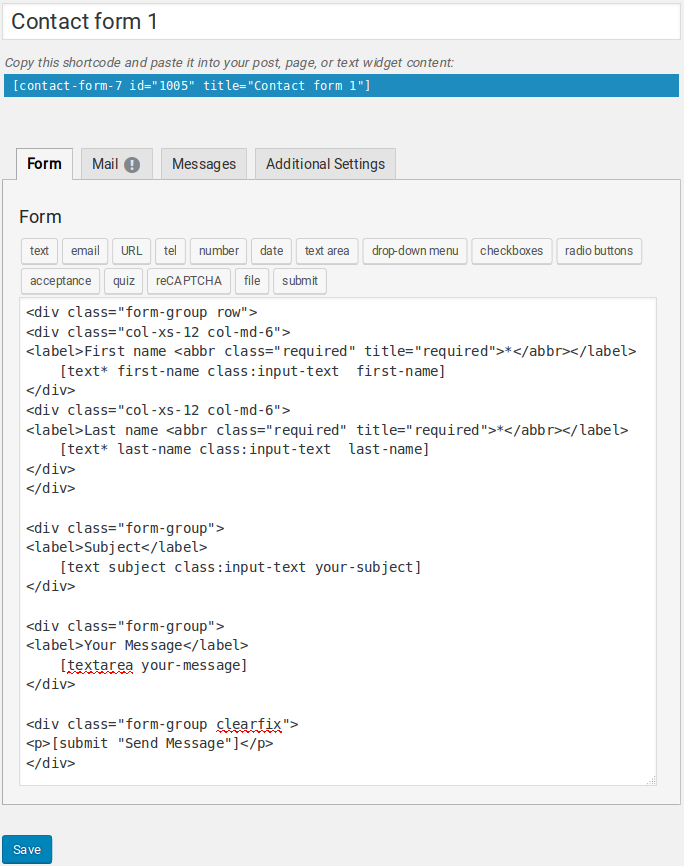 Contact form 1
Copy this shortcode and paste it into your post, page, or text widget content:
[contact-form-7 id="1005" title="Contact form 1"]
Form Mail ! Messages Additional Settings
Form
text email URL tel number date text area drop-down menu checkboxes radio buttons
acceptance quiz reCAPTCHA file submit
<div class="form-group row">
<div class="col-xs-12 col-md-6">
<label>First name <abbr class="required" title="required">*</abbr></label>
    [text* first-name class:input-text  first-name]
</div>
<div class="col-xs-12 col-md-6">
<label>Last name <abbr class="required" title="required">*</abbr></label>
    [text* last-name class:input-text  last-name]
</div>
</div>

<div class="form-group">
<label>Subject</label>
    [text subject class:input-text your-subject]
</div>

<div class="form-group">
<label>Your Message</label>
    [textarea your-message]
</div>

<div class="form-group clearfix">
<p>[submit "Send Message"]</p>
</div>
Save